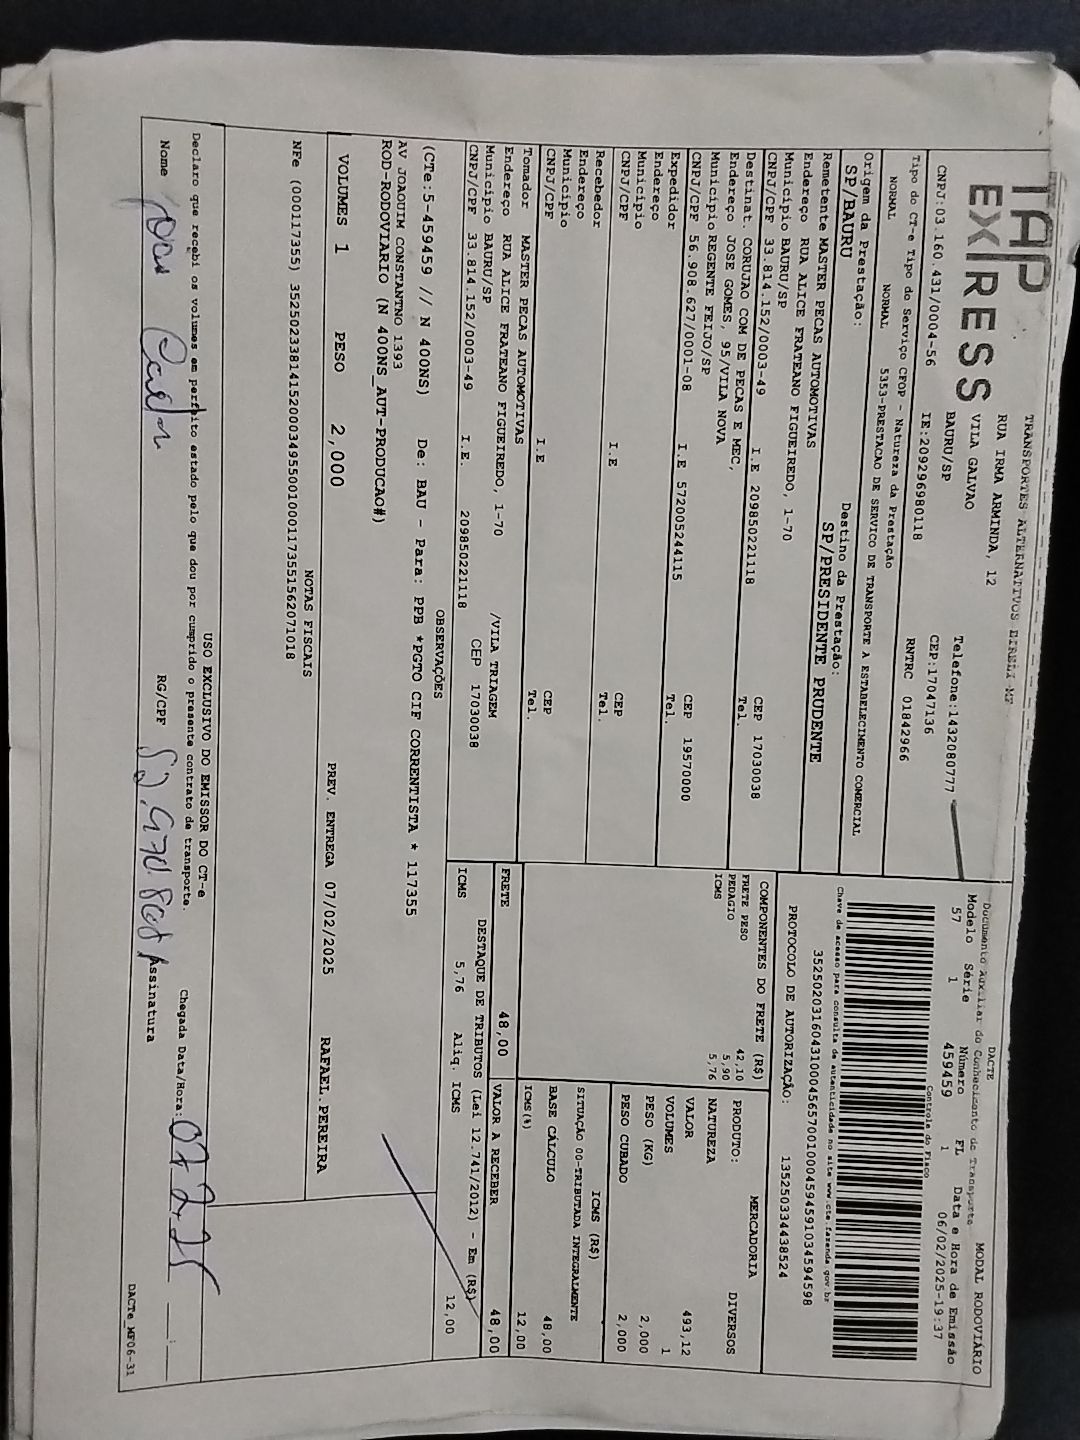 TAP
EXPRESS
TRANSPORTES ALTERNATIVOS EIRELI ME
RUA IRMA ARMINDA, 12
VILA GALVAO
BAURU/SP
Telefone:1432080777
CEP:17047136
CNPJ:03.160.431/0004-56 IE:209296980118 RNTRC 01842966
Tipo do CT-e Tipo do Serviço CFOP - Natureza da Prestação
NORMAL NORMAL 5353-PRESTACAO DE SERVICO DE TRANSPORTE A ESTABELECIMENTO COMERCIAL
Origem da Prestação: Destino da Prestação:
SP/BAURU SP/PRESIDENTE PRUDENTE
Remetente MASTER PECAS AUTOMOTIVAS
Endereço RUA ALICE FRATEANO FIGUEIREDO, 1-70
Município BAURU/SP CEP 17030038
CNPJ/CPF 33.814.152/0003-49 I.E 209850221118 Tel.
Destinat. CORUJAO COM DE PECAS E MEC,
Endereço JOSE GOMES, 95/VILA NOVA
Município REGENTE FEIJO/SP CEP 19570000
CNPJ/CPF 56.908.627/0001-08 I.E 572005244115 Tel.
Expedidor
Endereço
Município CEP
CNPJ/CPF I.E Tel.
Recebedor
Endereço
Município CEP
CNPJ/CPF I.E Tel.
Tomador MASTER PECAS AUTOMOTIVAS
Endereço RUA ALICE FRATEANO FIGUEIREDO, 1-70 /VILA TRIAGEM
Município BAURU/SP CEP 17030038
CNPJ/CPF 33.814.152/0003-49 I.E. 209850221118
DACTE MODAL RODOVIÁRIO
Documento Auxiliar do Conhecimento de Transporte
Modelo Série Número FL Data e Hora de Emissão
57 1 459459 1 06/02/2025-19:37
Controle do Fisco
Chave de acesso para consulta de autenticidade no site www.cte.fazenda.gov.br
35250203160431000456570010004594591034594598
PROTOCOLO DE AUTORIZAÇÃO: 135250334438524
COMPONENTES DO FRETE (R$)
FRETE PESO 42,10
PEDAGIO 5,90
ICMS 5,76
MERCADORIA
PRODUTO: DIVERSOS
NATUREZA
VALOR 493,12
VOLUMES 1
PESO (KG) 2,000
PESO CUBADO 2,000
ICMS (R$)
SITUAÇÃO 00-TRIBUTADA INTEGRALMENTE
BASE CÁLCULO 48,00
ICMS(%) 12,00
FRETE 48,00 VALOR A RECEBER 48,00
DESTAQUE DE TRIBUTOS (Lei 12.741/2012) - Em (R$)
ICMS 5,76 Aliq. ICMS 12,00
OBSERVAÇÕES
(CTe:5-459459 // N 400NS) De: BAU - Para: PPB *PGTO CIF CORRENTISTA * 117355
AV JOAQUIM CONSTANTNO 1393
ROD-RODOVIARIO (N 400NS_AUT-PRODUCAO#)
VOLUMES 1 PESO 2,000 PREV. ENTREGA 07/02/2025 RAFAEL.PEREIRA
NOTAS FISCAIS
NFe (000117355) 35250233814152000349550010001173551562071018
USO EXCLUSIVO DO EMISSOR DO CT-e
Declaro que recebi os volumes em perfeito estado pelo que dou por cumprido o presente contrato de transporte.
Chegada Data/Hora: 07 2 25 __:__
Nome RG/CPF Assinatura
DACTe_MF06-31